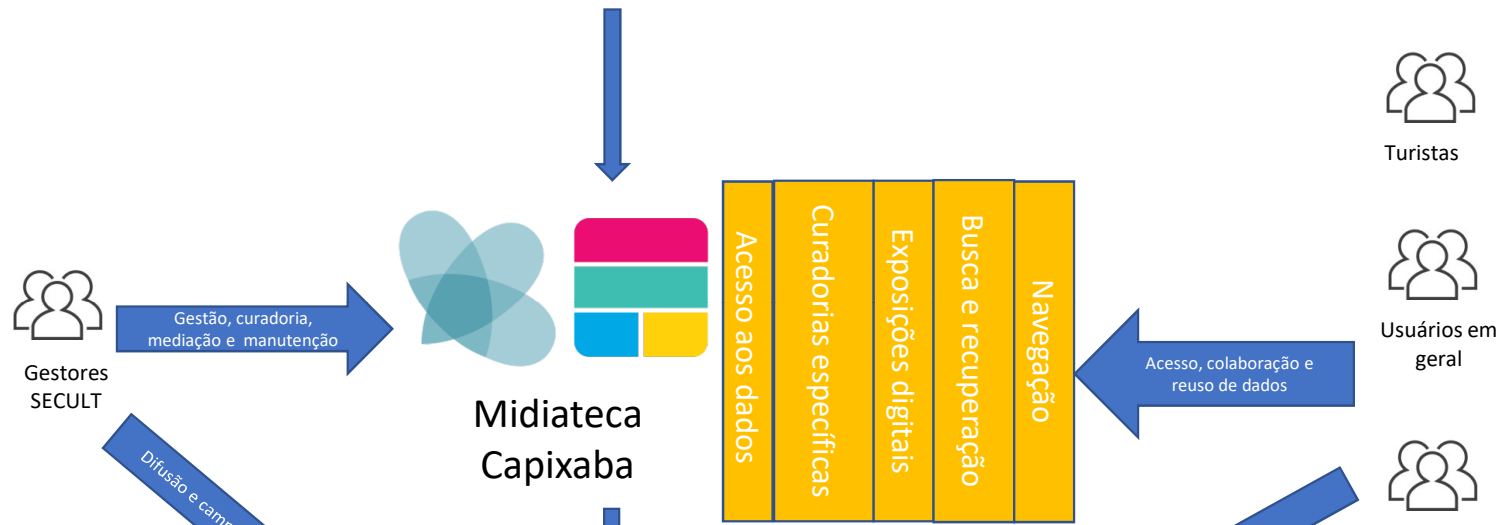 Turistas
Gestão, curadoria,
mediação e manutenção
Gestores
SECULT
Midiateca
Capixaba
Acesso aos dados
Curadorias específicas
Exposições digitais
Busca e recuperação
Navegação
Usuários em
geral
Acesso, colaboração e
reuso de dados
Difusão e